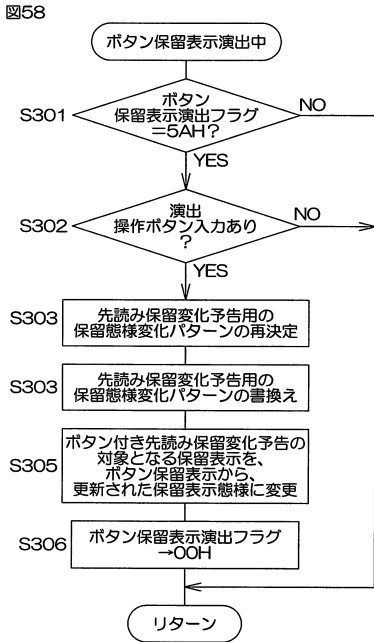 図58
ボタン保留表示演出中
S301
ボタン
保留表示演出フラグ
=5AH?
NO
YES
S302
演出
操作ボタン入力あり
?
NO
YES
S303
先読み保留変化予告用の
保留態様変化パターンの再決定
S303
先読み保留変化予告用の
保留態様変化パターンの書換え
S305
ボタン付き先読み保留変化予告の
対象となる保留表示を、
ボタン保留表示から、
更新された保留表示態様に変更
S306
ボタン保留表示演出フラグ
→00H
リターン